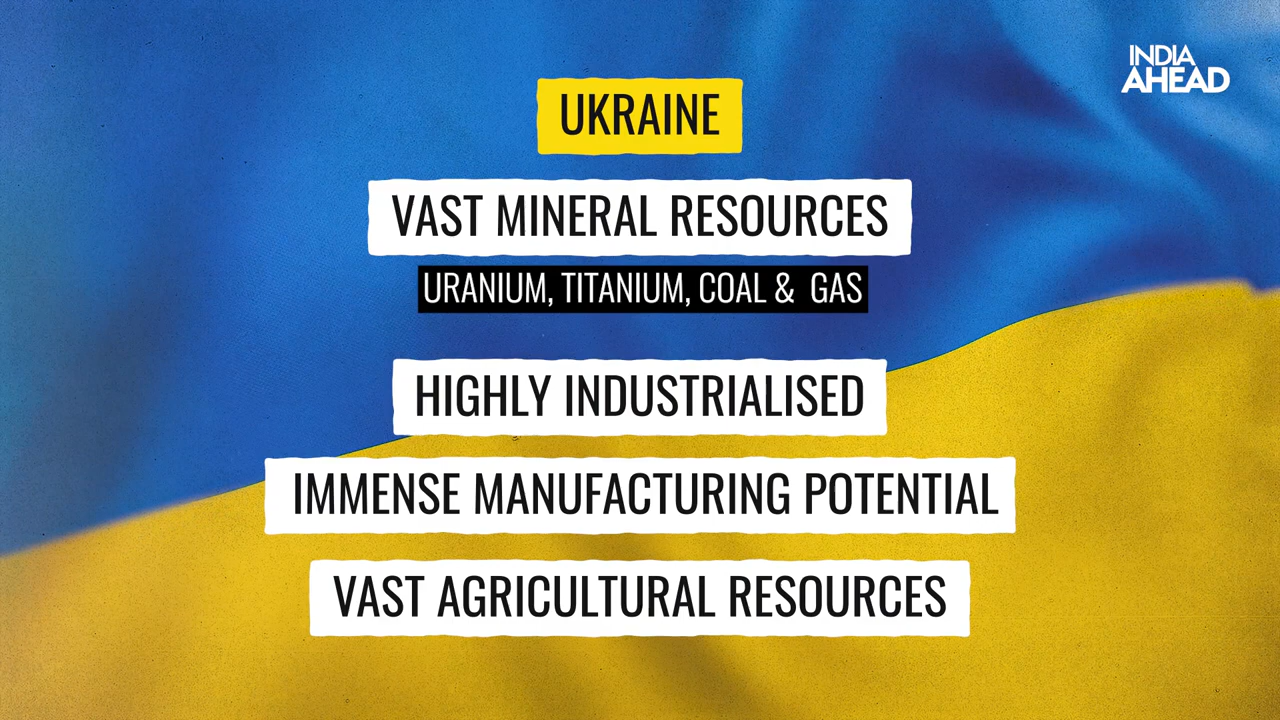 INDIA
AHEAD
UKRAINE
VAST MINERAL RESOURCES
URANIUM, TITANIUM, COAL & GAS
HIGHLY INDUSTRIALISED
IMMENSE MANUFACTURING POTENTIAL
VAST AGRICULTURAL RESOURCES